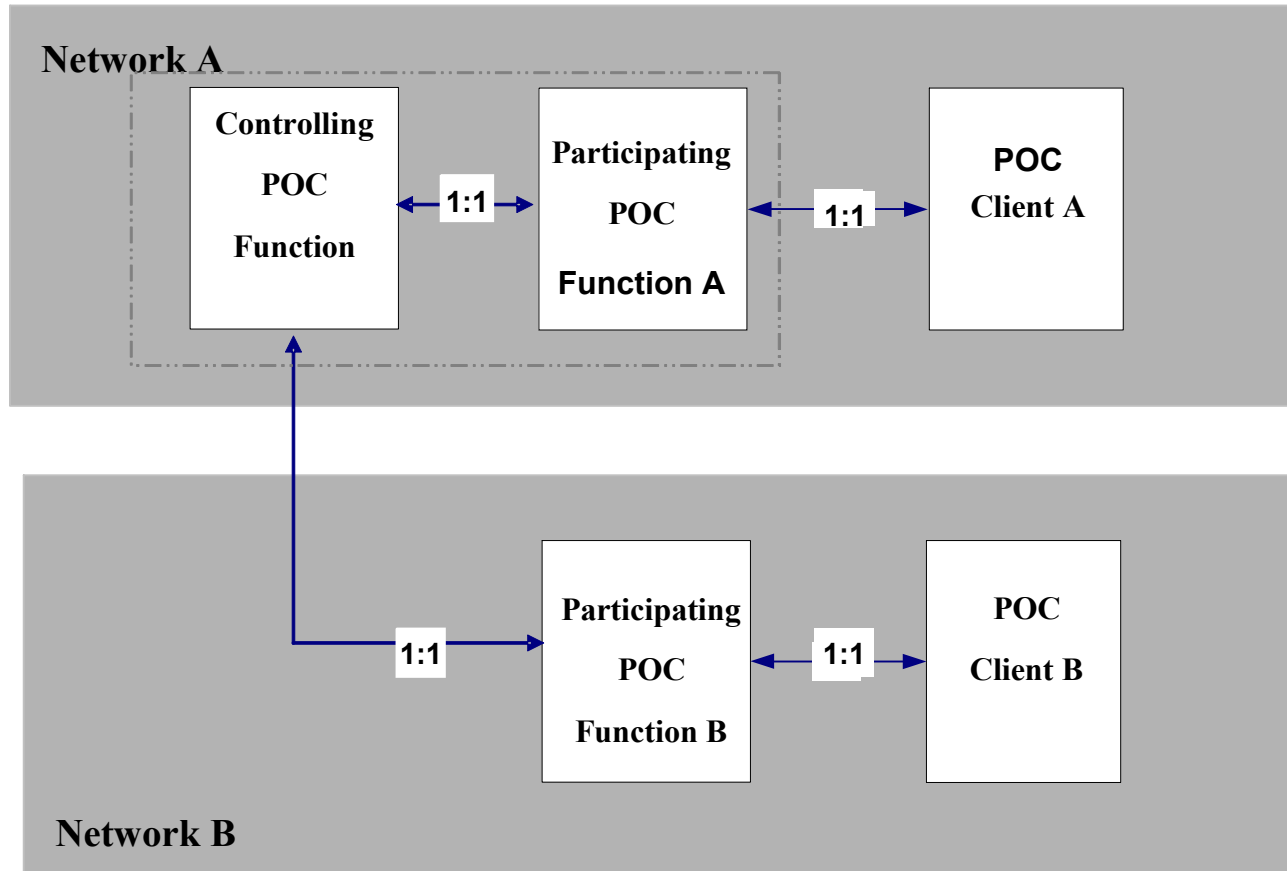 Network A
Controlling
POC
Function
1:1
Participating
POC
Function A
1:1
POC
Client A
1:1
Participating
POC
Function B
1:1
POC
Client B
Network B